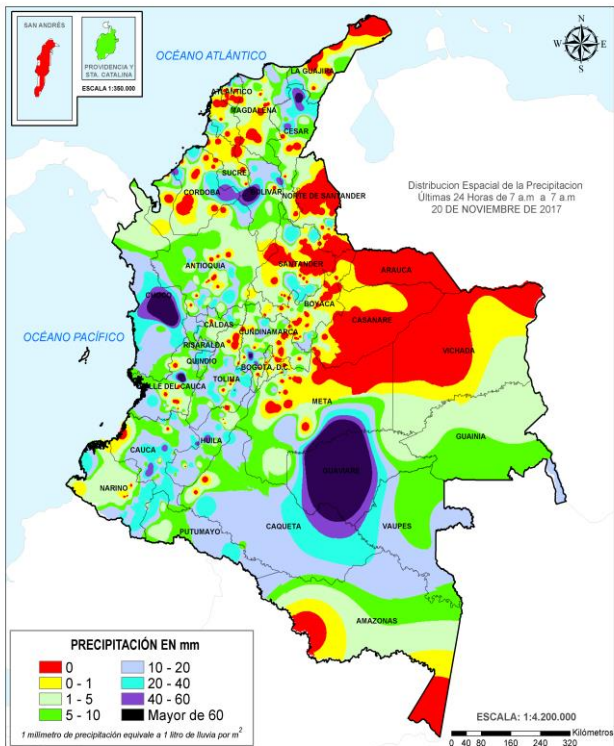 SAN ANDRÉS
PROVIDENCIA Y
STA. CATALINA
ESCALA 1:350.000
OCÉANO ATLÁNTICO
N
W E
S
LA GUAJIRA
ATLÁNTICO
MAGDALENA
CESAR
SUCRE
CORDOBA
BOLIVAR
NORTE DE SANTANDER
Distribucion Espacial de la Precipitacion
Últimas 24 Horas de 7 a.m a 7 a.m
20 DE NOVIEMBRE DE 2017
ANTIOQUIA
SANTANDER
ARAUCA
CHOCO
BOYACA
CASANARE
OCÉANO PACÍFICO
CALDAS
CUNDINAMARCA
RISARALDA
VICHADA
QUINDIO
BOGOTA, D.C.
VALLE DEL CAUCA
TOLIMA
META
GUAINIA
HUILA
CAUCA
GUAVIARE
NARIÑO
CAQUETA
VAUPES
PUTUMAYO
AMAZONAS
PRECIPITACIÓN EN mm
0 10 - 20
0 - 1 20 - 40
1 - 5 40 - 60
5 - 10 Mayor de 60
1 milimetro de precipitación equivale a 1 litro de lluvia por m²
ESCALA: 1:4.200.000
0 40 80 160 240 320 Kilómetros